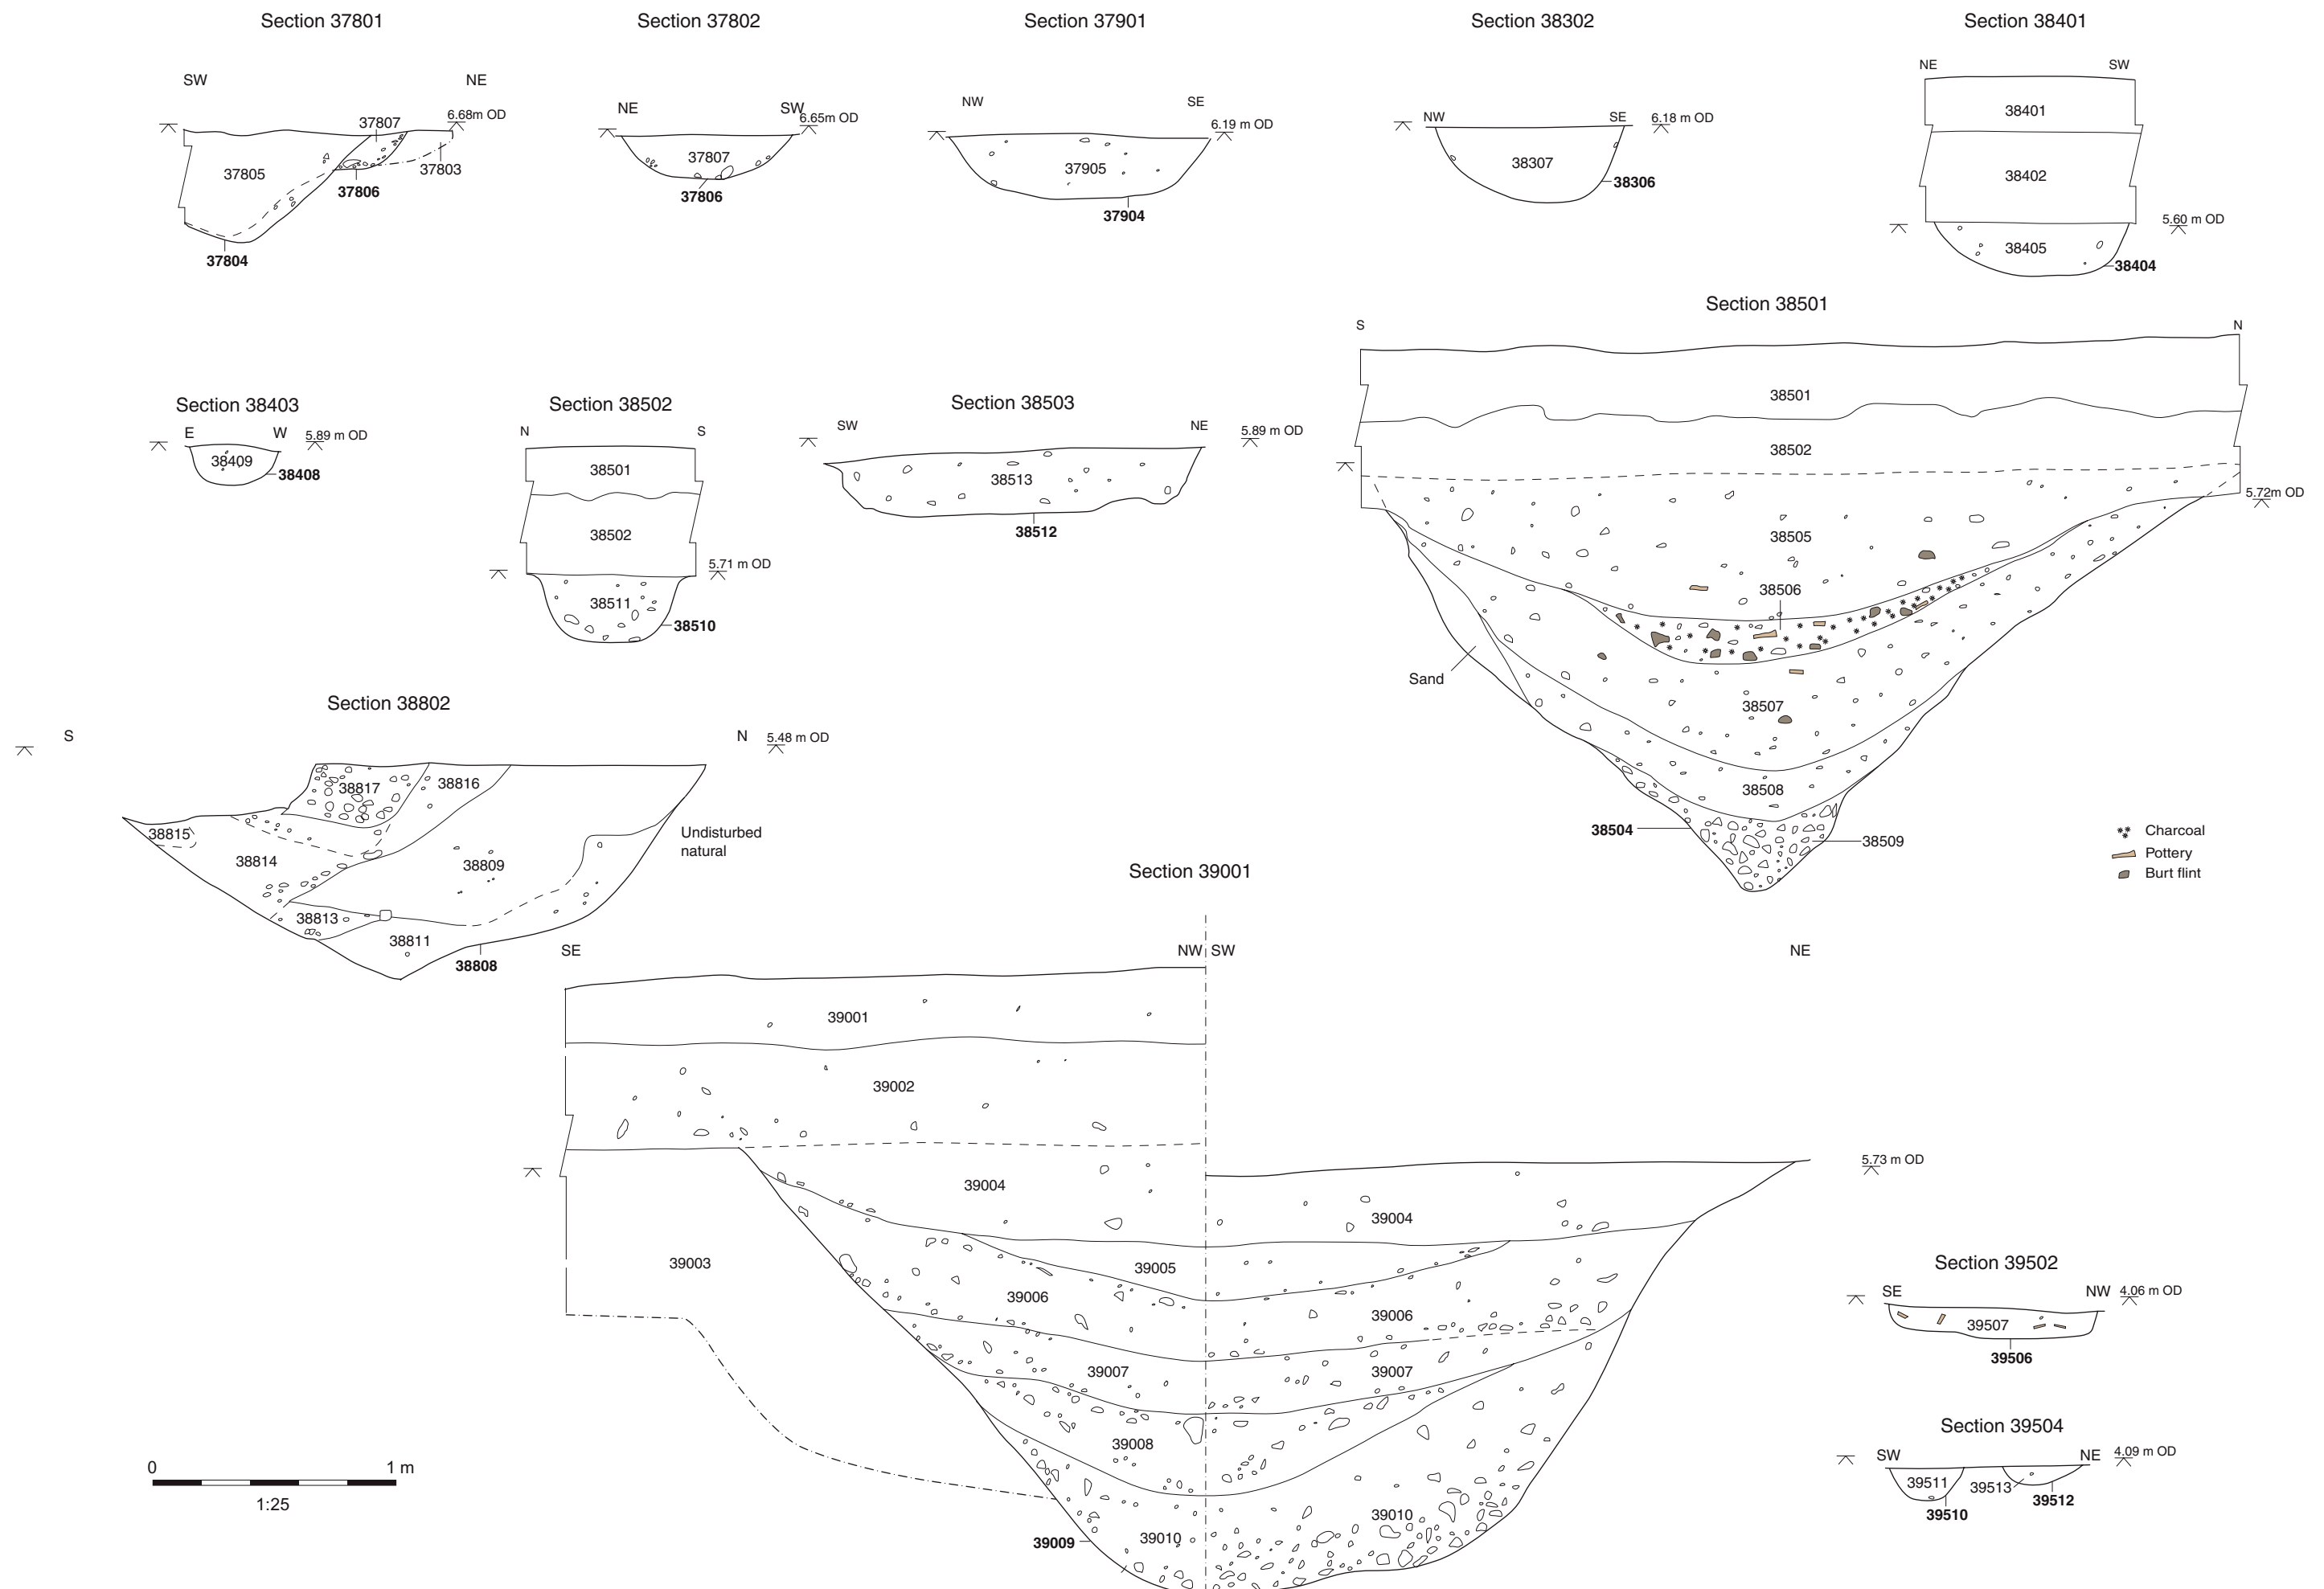 Section 37801
SW
NE
6.68m OD
37807
37805
37803
37806
37804
Section 37802
NE
SW
6.65m OD
37807
37806
Section 37901
NW
SE
6.19 m OD
37905
37904
Section 38302
NW
SE
6.18 m OD
38307
38306
Section 38401
NE
SW
38401
38402
5.60 m OD
38405
38404
Section 38403
E
W
5.89 m OD
38409
38408
Section 38502
N
S
38501
38502
5.71 m OD
38511
38510
Section 38503
SW
NE
5.89 m OD
38513
38512
Section 38501
S
N
38501
38502
5.72m OD
38505
38506
Sand
38507
38508
38504
38509
Charcoal
Pottery
Burt flint
Section 38802
S
N
5.48 m OD
38817
38816
38815
38814
38809
Undisturbed
natural
38813
38811
38808
Section 39001
SE
NW
SW
NE
39001
39002
5.73 m OD
39004
39004
39003
39005
39006
39006
39007
39007
39008
39010
39010
39009
Section 39502
SE
NW
4.06 m OD
39507
39506
Section 39504
SW
NE
4.09 m OD
39511
39513
39510
39512
0
1 m
1:25